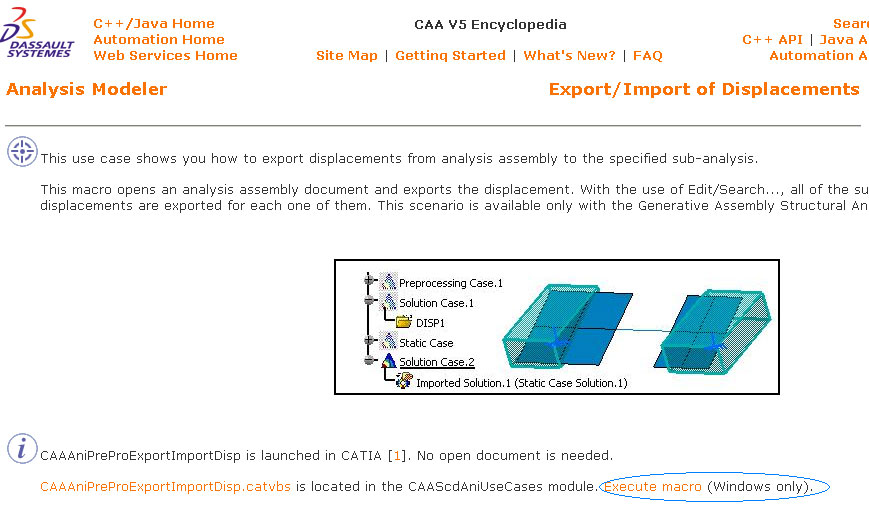 DASSAULT
SYSTEMES
C++/Java Home
Automation Home
Web Services Home
CAA V5 Encyclopedia
Site Map | Getting Started | What's New? | FAQ
Sear
C++ API | Java A
Automation A
Analysis Modeler
Export/Import of Displacements
This use case shows you how to export displacements from analysis assembly to the specified sub-analysis.
This macro opens an analysis assembly document and exports the displacement. With the use of Edit/Search..., all of the su
displacements are exported for each one of them. This scenario is available only with the Generative Assembly Structural An
Preprocessing Case.1
Solution Case.1
DISP1
Static Case
Solution Case.2
Imported Solution.1 (Static Case Solution.1)
CAAAniPreProExportImportDisp is launched in CATIA [1]. No open document is needed.
CAAAniPreProExportImportDisp.catvbs is located in the CAAScdAniUseCases module. Execute macro (Windows only).